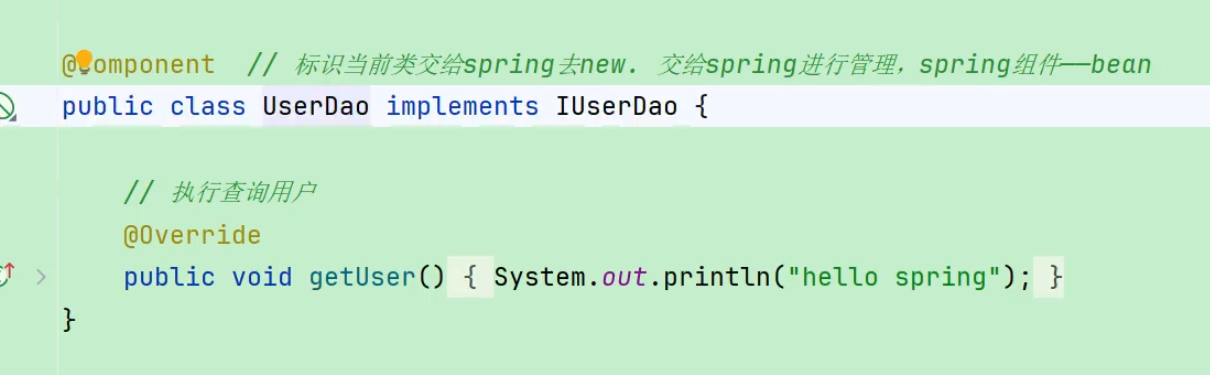 @Component // 标识当前类交给spring去new. 交给spring进行管理，spring组件——bean
public class UserDao implements IUserDao {
// 执行查询用户
@Override
public void getUser() { System.out.println("hello spring"); }
}